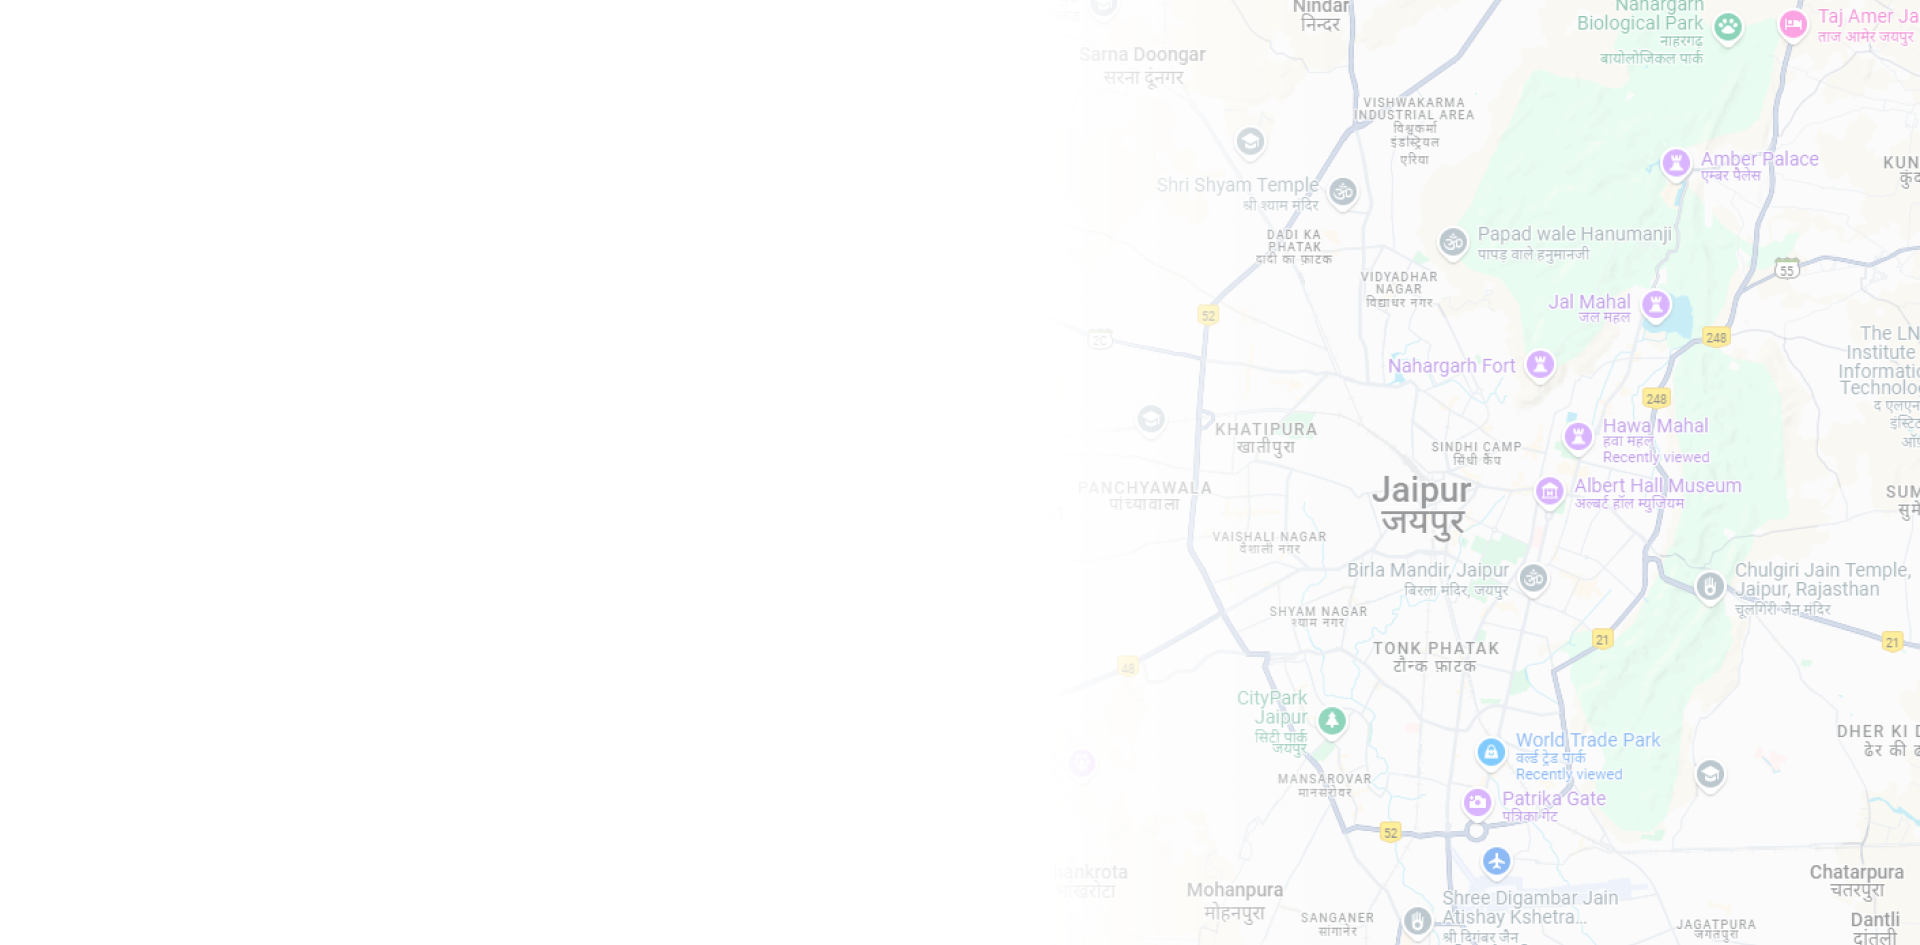 Nindar
निन्दर
Nahargarh
Biological Park
नाहरगढ़
बायोलोजिकल पार्क
Taj Amer Ja
ताज आमेर जयपुर
Sarna Doongar
सरना दूंनगर
VISHWAKARMA
INDUSTRIAL AREA
विश्वकर्मा
इंडस्ट्रियल
एरिया
Amber Palace
एम्बर पैलेस
KUN
Shri Shyam Temple
श्री श्याम मंदिर
DADI KA
PHATAK
दादी का फ़ाटक
Papad wale Hanumanji
पापड़ वाले हनुमानजी
VIDYADHAR
NAGAR
विद्याधर नगर
55
Jal Mahal
जल महल
52
2C
248
The LN
Institute
Informatic
Technolo
द एलएन
Nahargarh Fort
248
KHATIPURA
खातीपुरा
SINDHI CAMP
सिंधी कैंप
Hawa Mahal
हवा महल
Recently viewed
PANCHYAWALA
पांच्यावाला
Jaipur
जयपुर
Albert Hall Museum
अल्बर्ट हॉल म्युजियम
SUM
VAISHALI NAGAR
वैशाली नगर
Birla Mandir, Jaipur
बिरला मंदिर, जयपुर
Chulgiri Jain Temple,
Jaipur, Rajasthan
चूलगिरी जैन मंदिर
SHYAM NAGAR
श्याम नगर
21
21
TONK PHATAK
टौन्क फ़ाटक
48
CityPark
Jaipur
सिटी पार्क
जयपुर
World Trade Park
वर्ल्ड ट्रेड पार्क
Recently viewed
DHER KI D
ढेर की ढ
MANSAROVAR
मानसरोवर
Patrika Gate
पत्रिका गेट
52
hankrota
भांखरोटा
Mohanpura
मोहनपुरा
Chatarpura
चतरपुरा
Shree Digambar Jain
Atishay Kshetra...
श्री दिगंबर जैन
SANGANER
सांगानेर
JAGATPURA
जगतपुरा
Dantli
दांतली